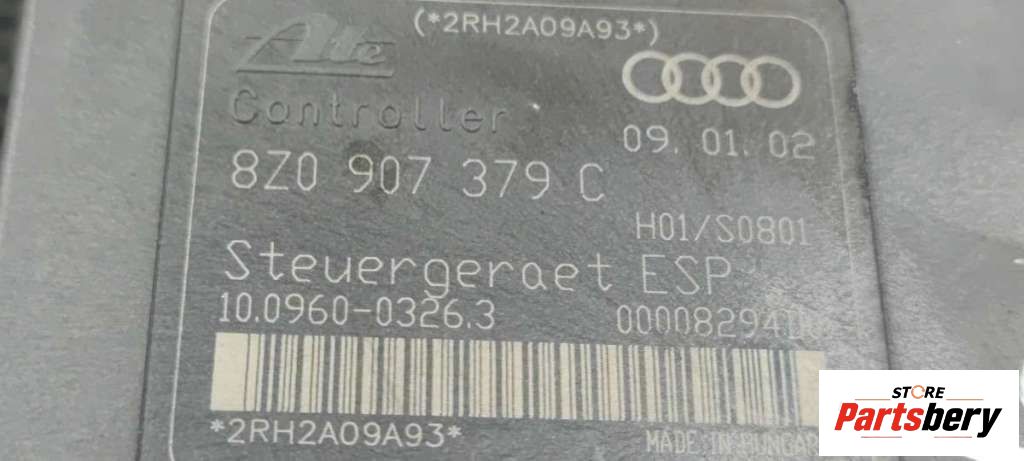 (*2RH2A09A93*)
Ate
Controller
09. 01. 02
8Z0 907 379 C
H01/S0801
Steuergeraet ESP
10.0960-0326.3
*2RH2A09A93*
MADE IN
STORE
Partsbery